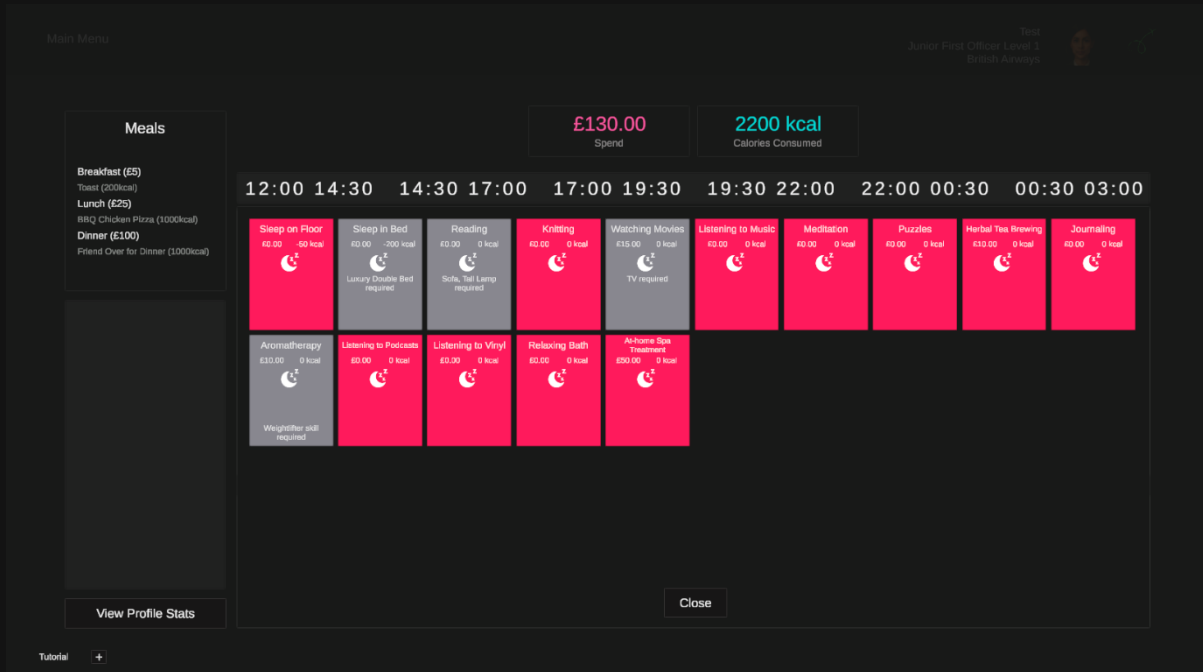 Main Menu
Test
Junior First Officer Level 1
British Airways
Meals
Breakfast (£5)
Toast (200kcal)
Lunch (£25)
BBQ Chicken Pizza (1000kcal)
Dinner (£100)
Friend Over for Dinner (1000kcal)
£130.00
Spend
2200 kcal
Calories Consumed
12:00 14:30 14:30 17:00 17:00 19:30 19:30 22:00 22:00 00:30 00:30 03:00
Sleep on Floor
£0.00 -50 kcal
Sleep in Bed
£0.00 -200 kcal
Luxury Double Bed
required
Reading
£0.00 0 kcal
Sofa, Tall Lamp
required
Knitting
£0.00 0 kcal
Watching Movies
£15.00 0 kcal
TV required
Listening to Music
£0.00 0 kcal
Meditation
£0.00 0 kcal
Puzzles
£0.00 0 kcal
Herbal Tea Brewing
£10.00 0 kcal
Journaling
£0.00 0 kcal
Aromatherapy
£10.00 0 kcal
Weightlifter skill
required
Listening to Podcasts
£0.00 0 kcal
Listening to Vinyl
£0.00 0 kcal
Relaxing Bath
£0.00 0 kcal
At-home Spa
Treatment
£50.00 0 kcal
Close
View Profile Stats
Tutorial +